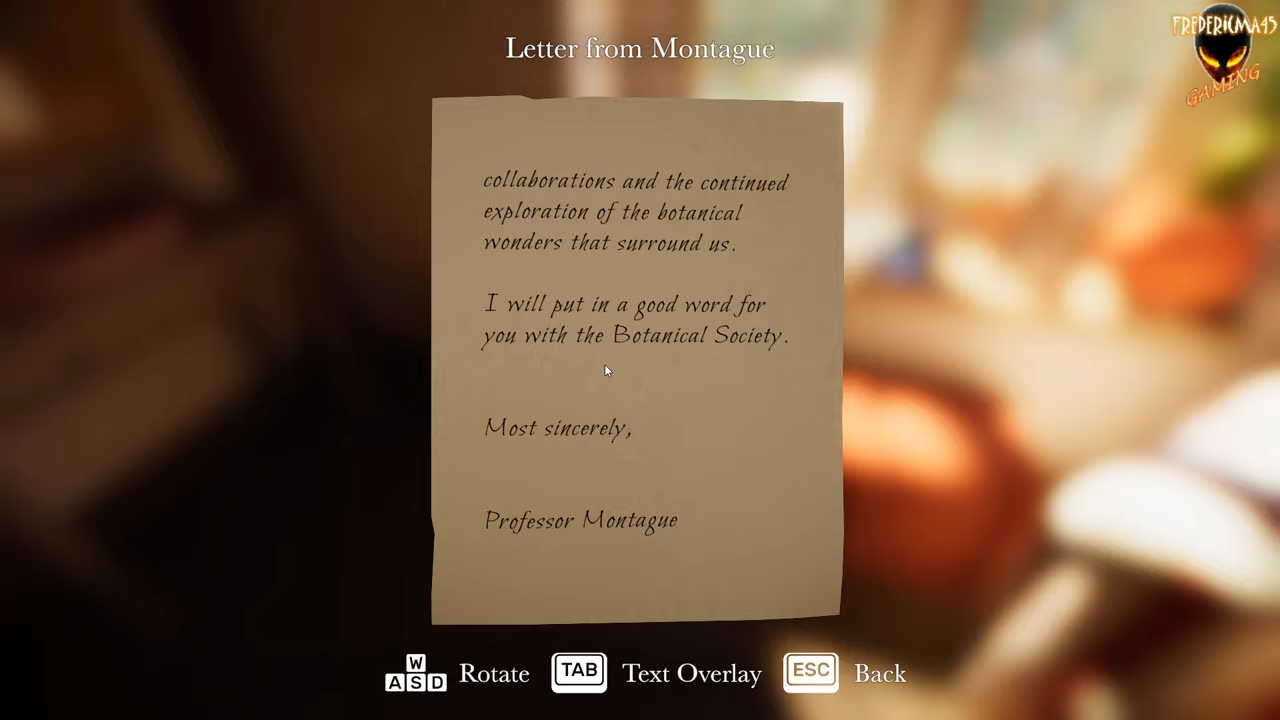 FREDERICMA45
GAMING
Letter from Montague
collaborations and the continued
exploration of the botanical
wonders that surround us.
I will put in a good word for
you with the Botanical Society.
Most sincerely,
Professor Montague
W
A S D Rotate TAB Text Overlay ESC Back